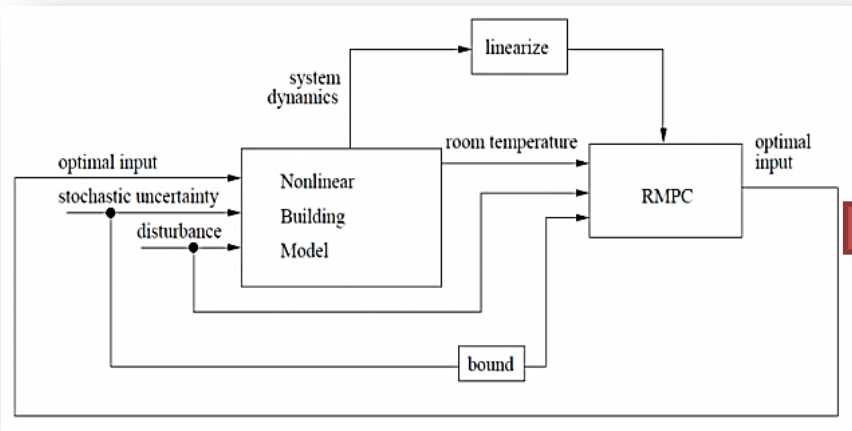 linearize
system
dynamics
room temperature
optimal
input
optimal input
stochastic uncertainty
disturbance
Nonlinear
Building
Model
RMPC
bound